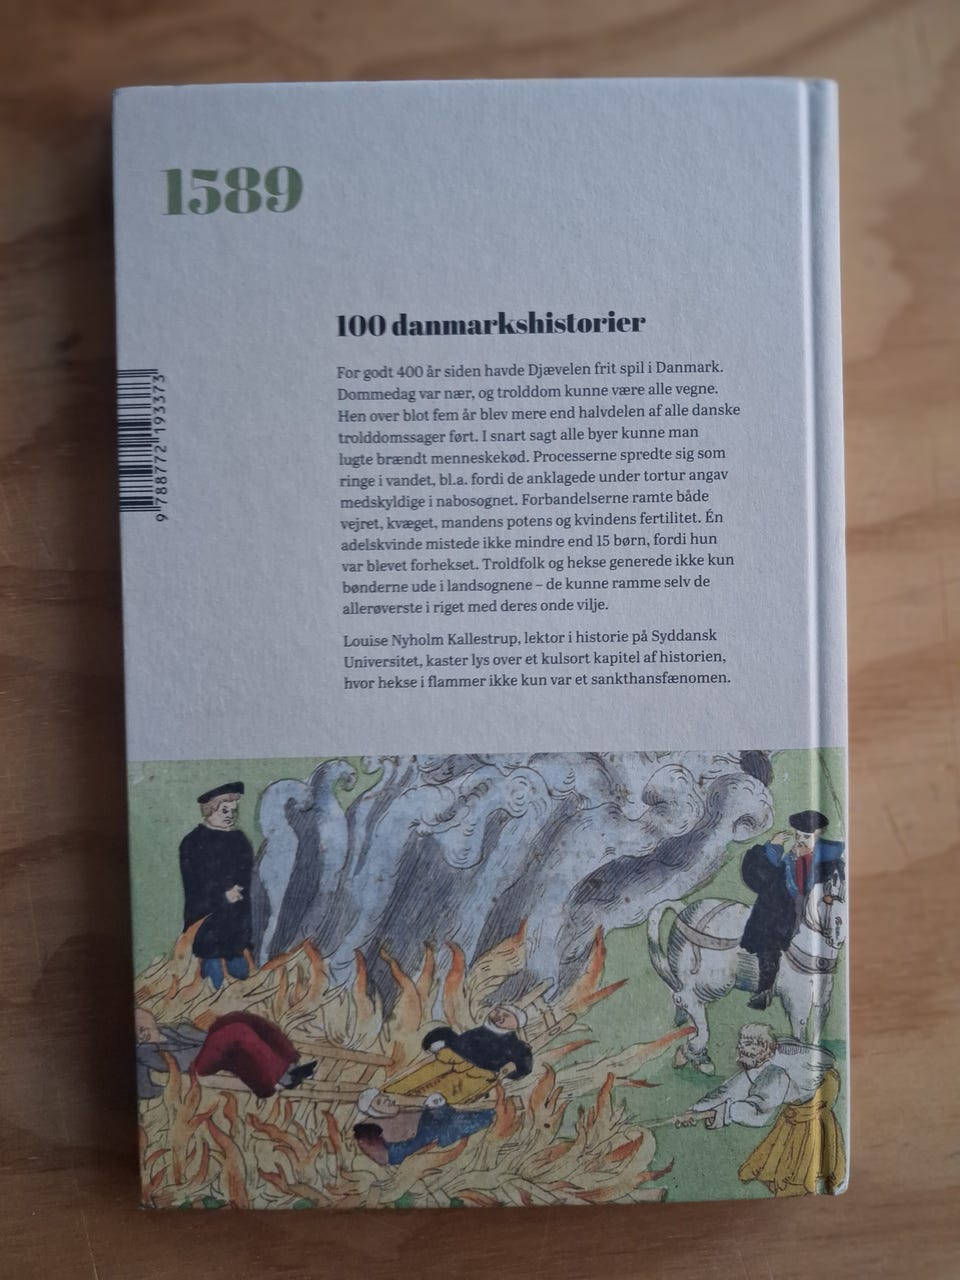 1589
100 danmarkshistorier
For godt 400 år siden havde Djævelen frit spil i Danmark.
Dommedag var nær, og trolddom kunne være alle vegne.
Hen over blot fem år blev mere end halvdelen af alle danske
trolddomssager ført. I snart sagt alle byer kunne man
lugte brændt menneskekød. Processerne spredte sig som
ringe i vandet, bl.a. fordi de anklagede under tortur angav
medskyldige i nabosognet. Forbandelserne ramte både
vejret, kvæget, mandens potens og kvindens fertilitet. Én
adelskvinde mistede ikke mindre end 15 børn, fordi hun
var blevet forhekset. Troldfolk og hekse generede ikke kun
bønderne ude i landsognene – de kunne ramme selv de
allerøverste i riget med deres onde vilje.
Louise Nyholm Kallestrup, lektor i historie på Syddansk
Universitet, kaster lys over et kulsort kapitel af historien,
hvor hekse i flammer ikke kun var et sankthansfænomen.
9 788772 193373